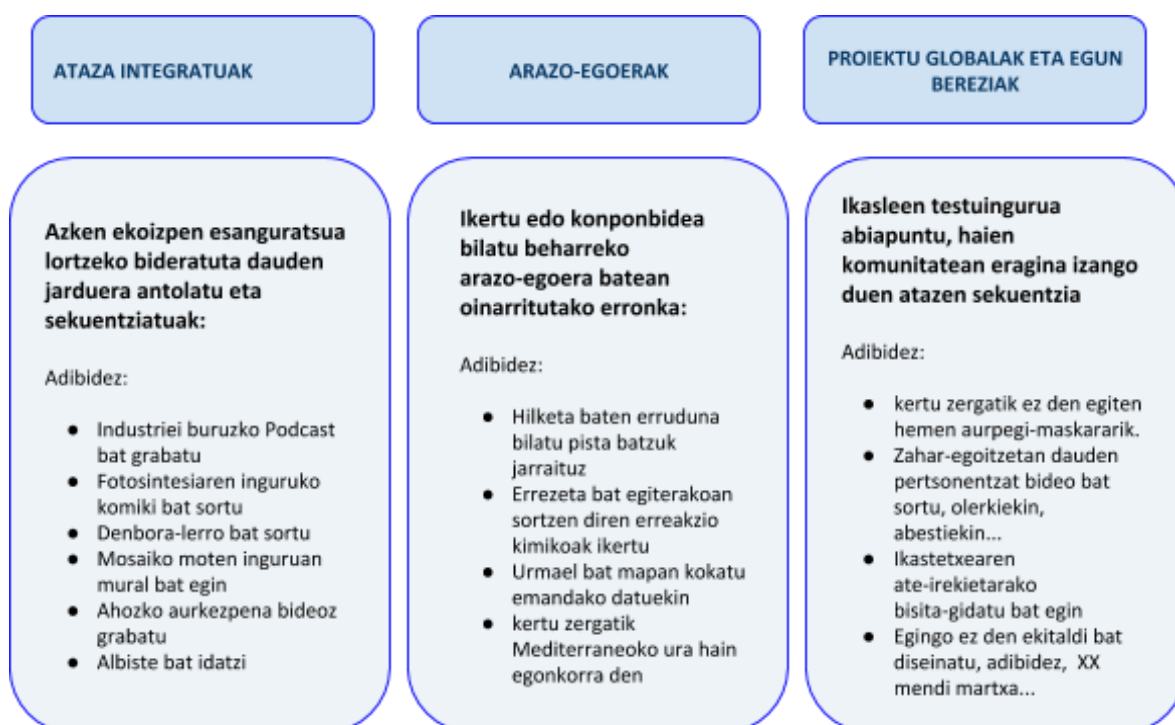 ATAZA INTEGRATUAK
Azken ekoizpen esanguratsua
lortzeko bideratuta dauden
jarduera antolatu eta
sekuentziatuak:
Adibidez:
● Industriei buruzko Podcast
bat grabatu
● Fotosintesiaren inguruko
komiki bat sortu
● Denbora-lerro bat sortu
● Mosaiko moten inguruan
mural bat egin
● Ahozko aurkezpena bideoz
grabatu
● Albiste bat idatzi
ARAZO-EGOERAK
Ikertu edo konponbidea
bilatu beharreko
arazo-egoera batean
oinarritutako erronka:
Adibidez:
● Hilketa baten erruduna
bilatu pista batzuk
jarraituz
● Errezeta bat egiterakoan
sortzen diren erreakzio
kimikoak ikertu
● Urmael bat mapan kokatu
emandako datuekin
● kertu zergatik
Mediterraneoko ura hain
egonkorra den
PROIEKTU GLOBALAK ETA EGUN
BEREZIAK
Ikasleen testuingurua
abiapuntu, haien
komunitatean eragina izango
duen atazen sekuentzia
Adibidez:
● kertu zergatik ez den egiten
hemen aurpegi-maskararik.
● Zahar-egoitzetan dauden
pertsonentzat bideo bat
sortu, olerkiekin,
abestiekin...
● Ikastetxearen
ate-irekietarako
bisita-gidatu bat egin
● Egingo ez den ekitaldi bat
diseinatu, adibidez, XX
mendi martxa...